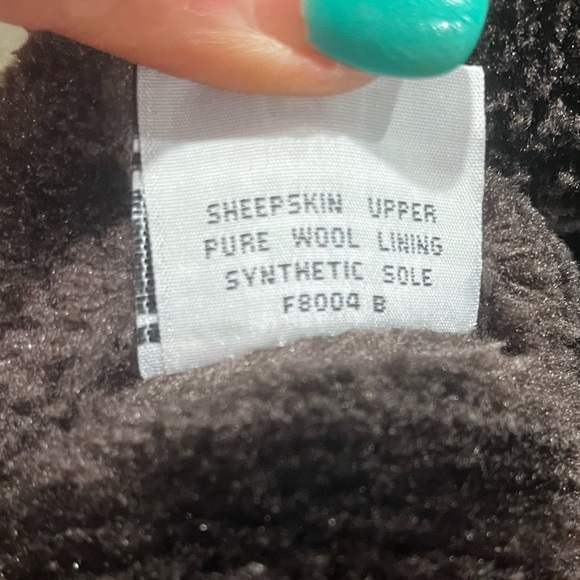 SHEEPSKIN UPPER
PURE WOOL LINING
SYNTHETIC SOLE
F8004 B